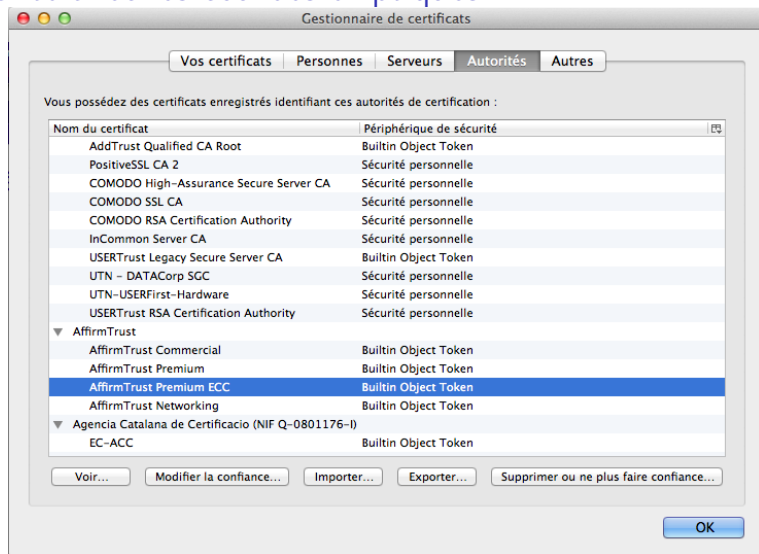 Gestionnaire de certificats
Vos certificats Personnes Serveurs Autorités Autres
Vous possédez des certificats enregistrés identifiant ces autorités de certification :
Nom du certificat Périphérique de sécurité
AddTrust Qualified CA Root Builtin Object Token
PositiveSSL CA 2 Sécurité personnelle
COMODO High-Assurance Secure Server CA Sécurité personnelle
COMODO SSL CA Sécurité personnelle
COMODO RSA Certification Authority Sécurité personnelle
InCommon Server CA Sécurité personnelle
USERTrust Legacy Secure Server CA Builtin Object Token
UTN - DATACorp SGC Sécurité personnelle
UTN-USERFirst-Hardware Sécurité personnelle
USERTrust RSA Certification Authority Sécurité personnelle
AffirmTrust
AffirmTrust Commercial Builtin Object Token
AffirmTrust Premium Builtin Object Token
AffirmTrust Premium ECC Builtin Object Token
AffirmTrust Networking Builtin Object Token
Agencia Catalana de Certificacio (NIF Q-0801176-I)
EC-ACC Builtin Object Token
Voir... Modifier la confiance... Importer... Exporter... Supprimer ou ne plus faire confiance...
OK